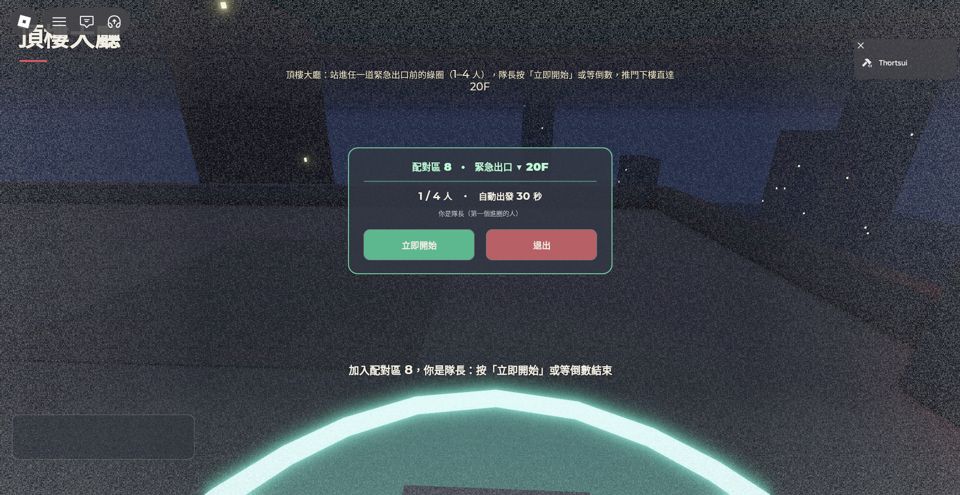 頂樓大廳
頂樓大廳：站進任一道緊急出口前的綠圈（1–4 人），隊長按「立即開始」或等倒數，推門下樓直達
20F
Thortsui
配對區 8 • 緊急出口 ▼ 20F
1 / 4 人 • 自動出發 30 秒
你是隊長（第一個進圈的人）
立即開始
退出
加入配對區 8，你是隊長：按「立即開始」或等倒數結束